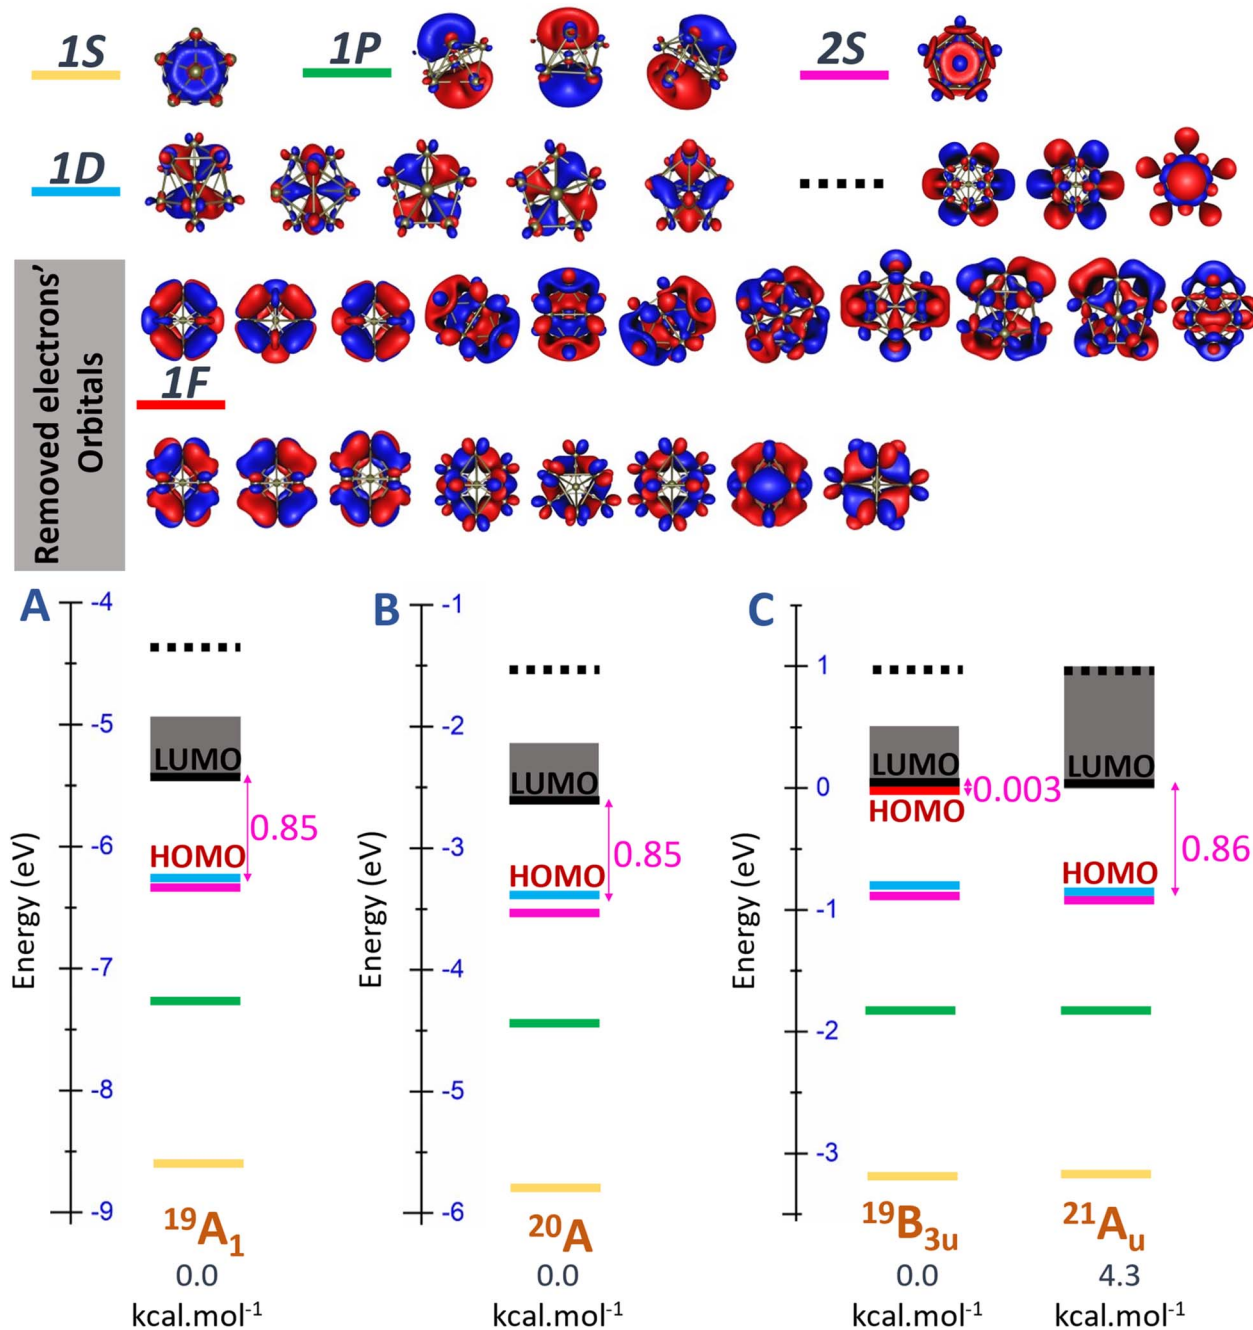 1S
1P
2S
1D
Removed electrons'
Orbitals
1F
A
-4
-5
-6
-7
-8
-9
Energy (eV)
LUMO
0.85
HOMO
¹⁹A₁
0.0
kcal.mol⁻¹
B
-1
-2
-3
-4
-5
-6
Energy (eV)
LUMO
0.85
HOMO
²⁰A
0.0
kcal.mol⁻¹
C
1
0
-1
-2
-3
Energy (eV)
LUMO
0.003
HOMO
¹⁹B₃ᵤ
0.0
kcal.mol⁻¹
LUMO
0.86
HOMO
²¹Aᵤ
4.3
kcal.mol⁻¹